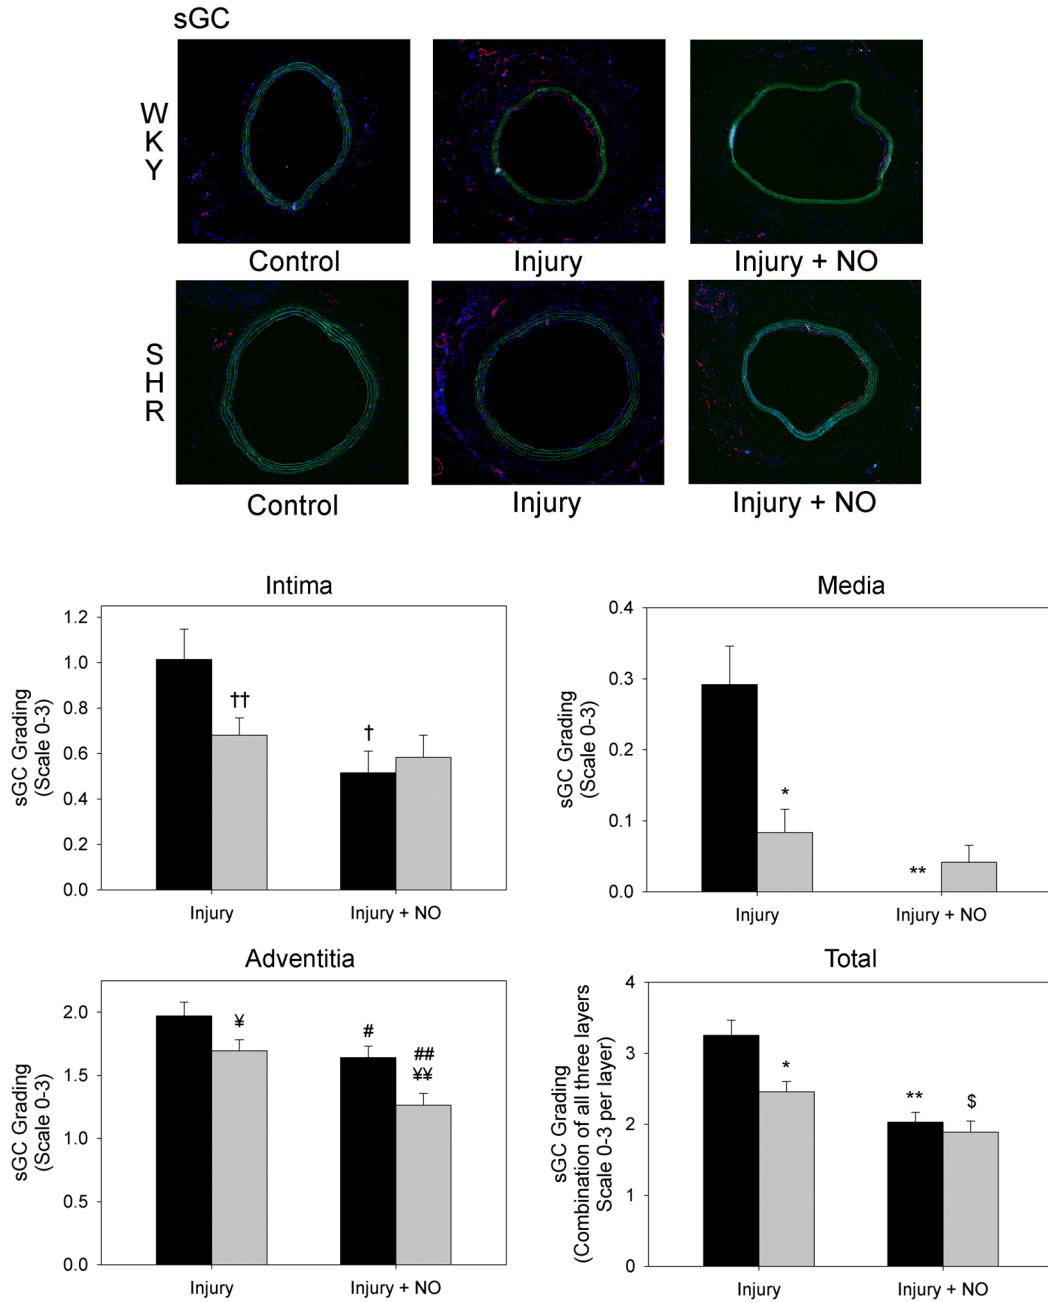 sGC
W
K
Y
Control
Injury
Injury + NO
S
H
R
Control
Injury
Injury + NO
Intima
sGC Grading
(Scale 0-3)
1.2
1.0
0.8
0.6
0.4
0.2
0.0
††
†
Injury
Injury + NO
Media
sGC Grading
(Scale 0-3)
0.4
0.3
0.2
0.1
0.0
*
**
Injury
Injury + NO
Adventitia
sGC Grading
(Scale 0-3)
2.0
1.5
1.0
0.5
0.0
¥
#
##
¥¥
Injury
Injury + NO
Total
sGC Grading
(Combination of all three layers
Scale 0-3 per layer)
4
3
2
1
0
*
**
$
Injury
Injury + NO